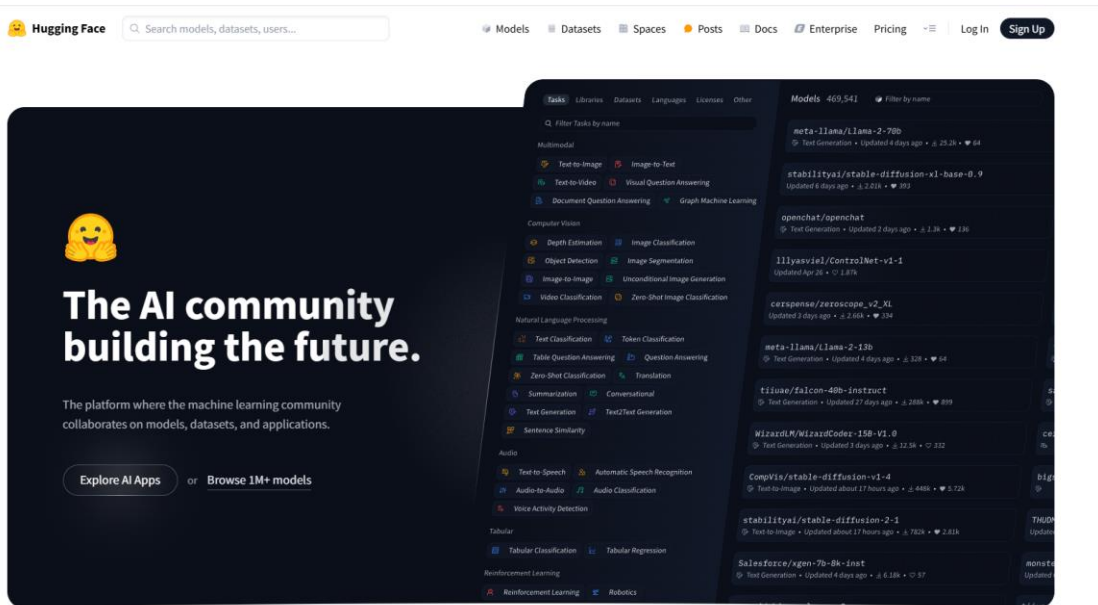 Hugging Face
Search models, datasets, users...
Models
Datasets
Spaces
Posts
Docs
Enterprise
Pricing
Log In
Sign Up
The AI community
building the future.
The platform where the machine learning community
collaborates on models, datasets, and applications.
Explore AI Apps or Browse 1M+ models
Tasks Libraries Datasets Languages Licenses Other
Filter Tasks by name
Multimodal
Text-to-Image Image-to-Text
Text-to-Video Visual Question Answering
Document Question Answering Graph Machine Learning
Computer Vision
Depth Estimation Image Classification
Object Detection Image Segmentation
Image-to-Image Unconditional Image Generation
Video Classification Zero-Shot Image Classification
Natural Language Processing
Text Classification Token Classification
Table Question Answering Question Answering
Zero-Shot Classification Translation
Summarization Conversational
Text Generation Text2Text Generation
Sentence Similarity
Audio
Text-to-Speech Automatic Speech Recognition
Audio-to-Audio Audio Classification
Voice Activity Detection
Tabular
Tabular Classification Tabular Regression
Reinforcement Learning
Reinforcement Learning Robotics
Models 469,541 Filter by name
meta-llama/Llama-2-70b
Text Generation • Updated 4 days ago • 25.2k • 64
stabilityai/stable-diffusion-xl-base-0.9
Updated 6 days ago • 2.01k • 393
openchat/openchat
Text Generation • Updated 2 days ago • 1.3k • 136
lllyasviel/ControlNet-v1-1
Updated Apr 26 • 1.87k
cerspense/zeroscope_v2_XL
Updated 3 days ago • 2.66k • 334
meta-llama/Llama-2-13b
Text Generation • Updated 4 days ago • 328 • 64
tiiuae/falcon-40b-instruct
Text Generation • Updated 27 days ago • 288k • 899
WizardLM/WizardCoder-15B-V1.0
Text Generation • Updated 3 days ago • 12.5k • 332
CompVis/stable-diffusion-v1-4
Text-to-Image • Updated about 17 hours ago • 448k • 5.72k
stabilityai/stable-diffusion-2-1
Text-to-Image • Updated about 17 hours ago • 782k • 2.81k
Salesforce/xgen-7b-8k-inst
Text Generation • Updated 4 days ago • 6.18k • 57